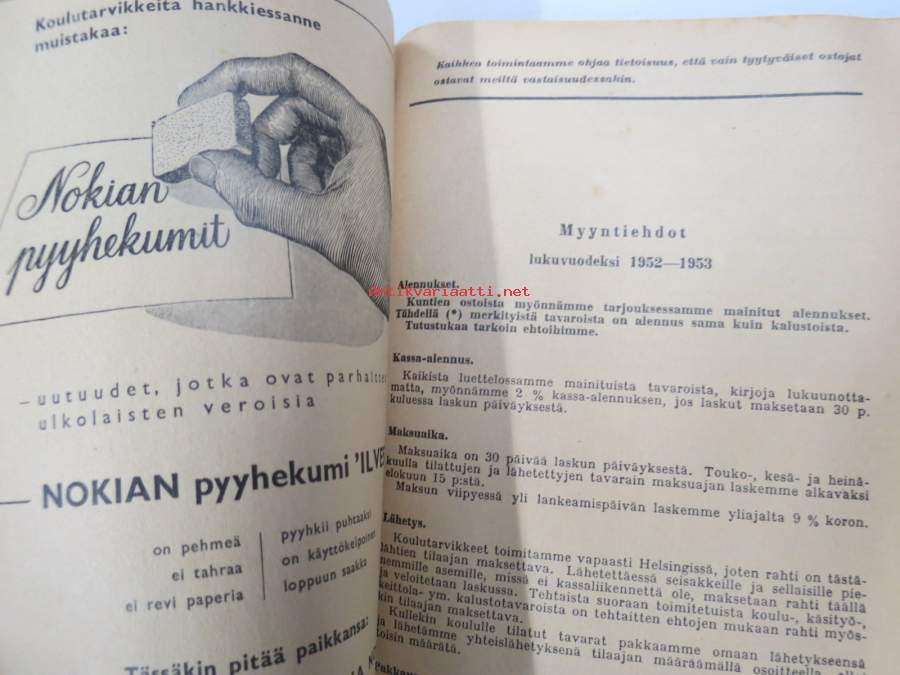 Koulutarvikkeita hankkiessanne
muistakaa:
Nokian
pyyhekumit
—uutuudet, jotka ovat
ulkolaisten veroisia
— NOKIAN pyyhekumi
on pehmeä
ei tahraa
ei revi paperia
pyyhkii puhtaaksi
on käyttökelpoinen
loppuun saakka
Tässäkin pitää paikkansa:
Kaikkea toimintaamme ohjaa tietoisuus, että vain tyytyväiset ostajat
ostavat meiltä vastaisuudessakin.
Myyntiehdot
lukuvuodeksi 1952—1953
antikvariaatti.net
Alennukset.
Kuntien ostoista myönnämme tarjouksessamme mainitut alennukset.
Tähdellä (*) merkityistä tavaroista on alennus sama kuin kalustoista.
Tutustukaa tarkoin ehtoihimme.
Kassa-alennus.
Kaikista luettelossamme mainituista tavaroista, kirjoja lukuunotta-
matta, myönnämme 2 % kassa-alennuksen, jos laskut maksetaan 30 p.
kuluessa laskun päiväyksestä.
Maksuaika.
Maksuaika on 30 päivää laskun päiväyksestä. Touko-, kesä- ja heinä-
kuulla tilattujen ja lähetettyjen tavarain maksuajan laskemme alkavaksi
elokuun 15 p:stä.
Maksun viipyessä yli lankeamispäivän laskemme yliajalta 9 % koron.
Lähetys.
Koulutarvikkeet toimitamme vapaasti Helsingissä, joten rahti on tästä-
lähtien tilaajan maksettava. Lähetettäessä seisakkeille ja sellaisille pie-
nemmille asemille, missä ei kassaliikennettä ole, maksetaan rahti täällä
ja veloitetaan laskussa. Tehtaista suoraan toimitetuista koulu-, käsityö-,
keittola- ym. kalustotavaroista on tehtaitten ehtojen mukaan rahti myös-
kin tilaajan maksettava.
Kullekin koululle tilatut tavarat pakkaamme omaan lähetykseensä
ja lähetämme yhteislähetyksenä tilaajan määräämällä osoitteella, ellei
toisin määrätä.